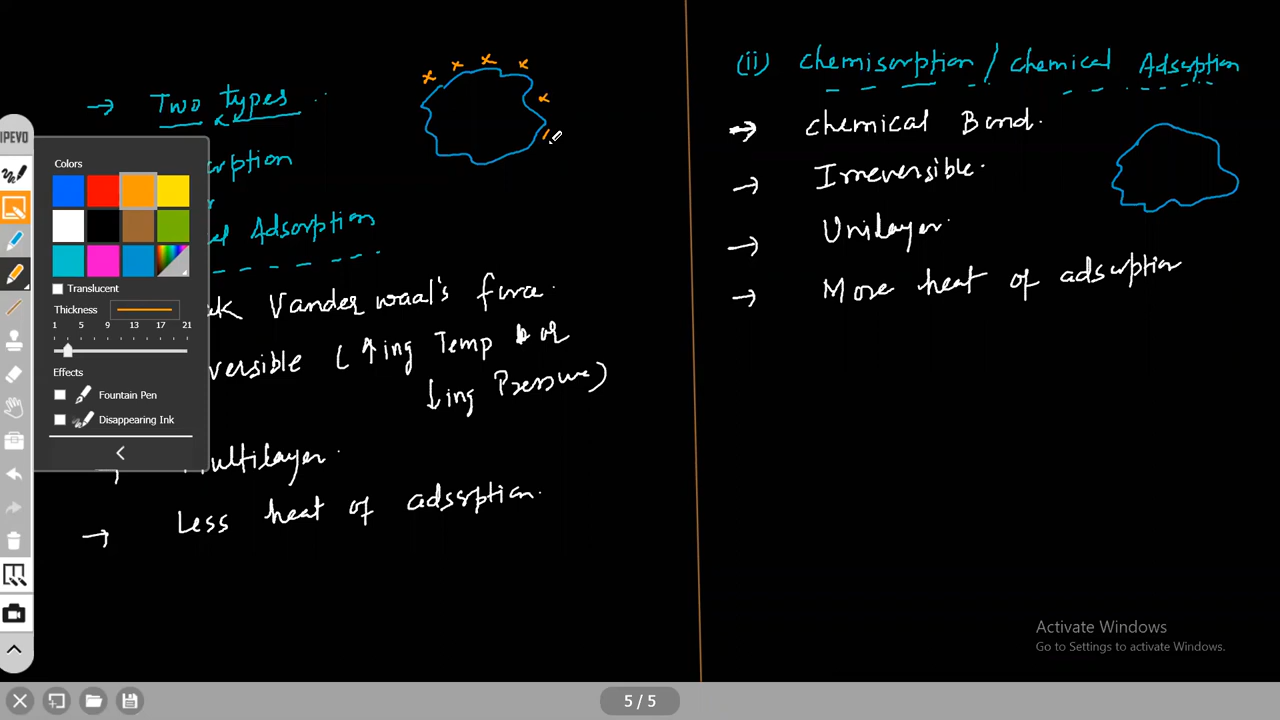 → Two types
rption
Adsorption
Vander waal's force.
versible ( ↑ing Temp or
↓ing Pressure)
Multilayer.
→ Less heat of adsorption.
(ii) chemisorption / chemical Adsorption
→ chemical Bond.
→ Irreversible.
→ Unilayer.
→ More heat of adsorption
IPEVO
Colors
Translucent
Thickness
1 5 9 13 17 21
Effects
Fountain Pen
Disappearing Ink
Activate Windows
Go to Settings to activate Windows.
5 / 5